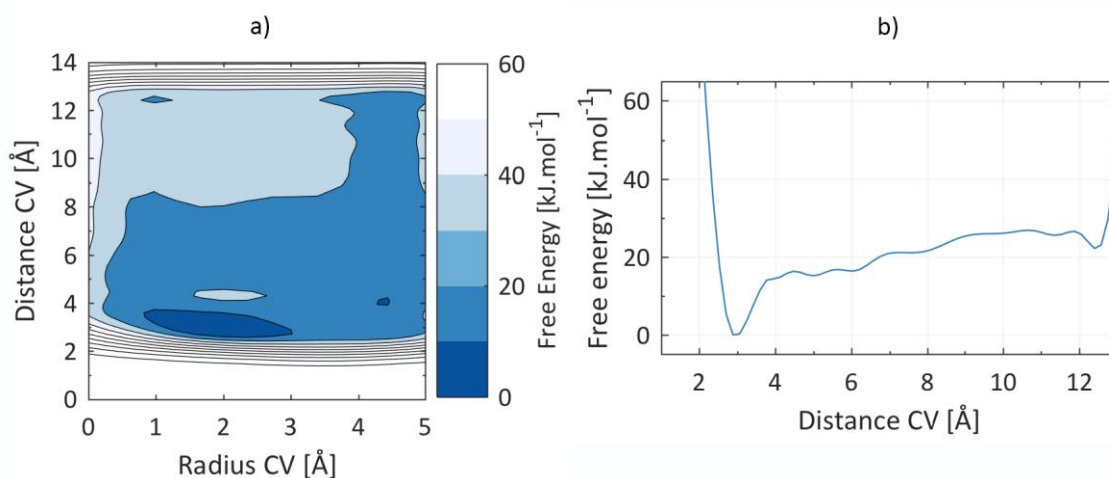 a)
14
12
10
8
6
4
2
0
Distance CV [Å]
0 1 2 3 4 5
Radius CV [Å]
60
40
20
0
Free Energy [kJ.mol⁻¹]
b)
60
40
20
0
Free energy [kJ.mol⁻¹]
2 4 6 8 10 12
Distance CV [Å]